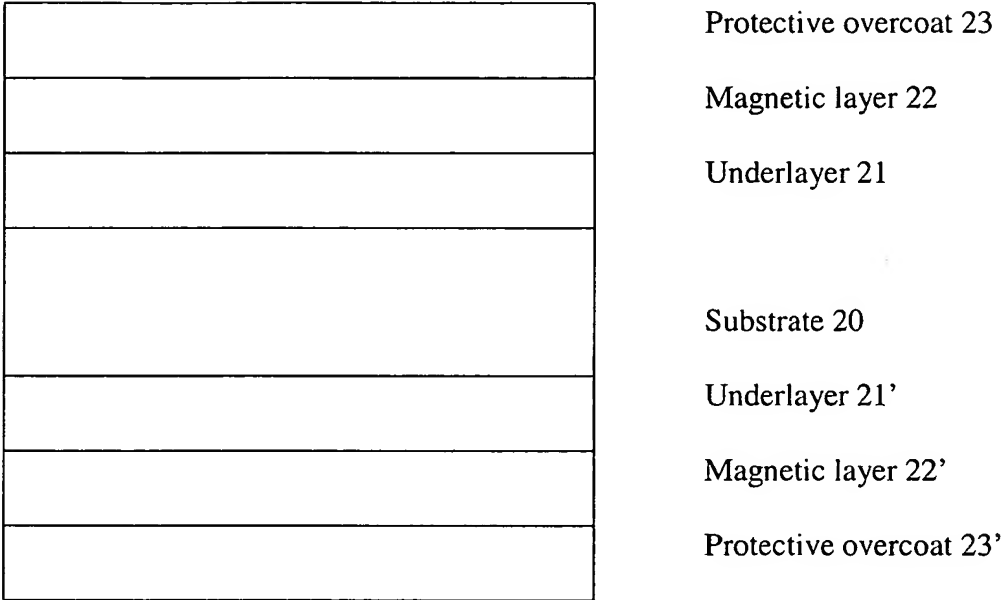 Protective overcoat 23
Magnetic layer 22
Underlayer 21
Substrate 20
Underlayer 21’
Magnetic layer 22’
Protective overcoat 23’